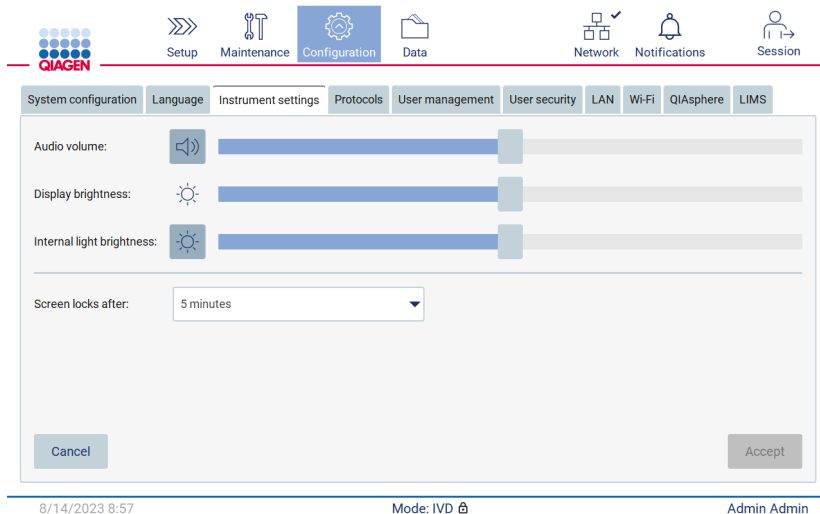 QIAGEN
Setup Maintenance Configuration Data Network Notifications Session
System configuration Language Instrument settings Protocols User management User security LAN Wi-Fi QIAsphere LIMS
Audio volume:
Display brightness:
Internal light brightness:
Screen locks after: 5 minutes
Cancel Accept
8/14/2023 8:57 Mode: IVD Admin Admin